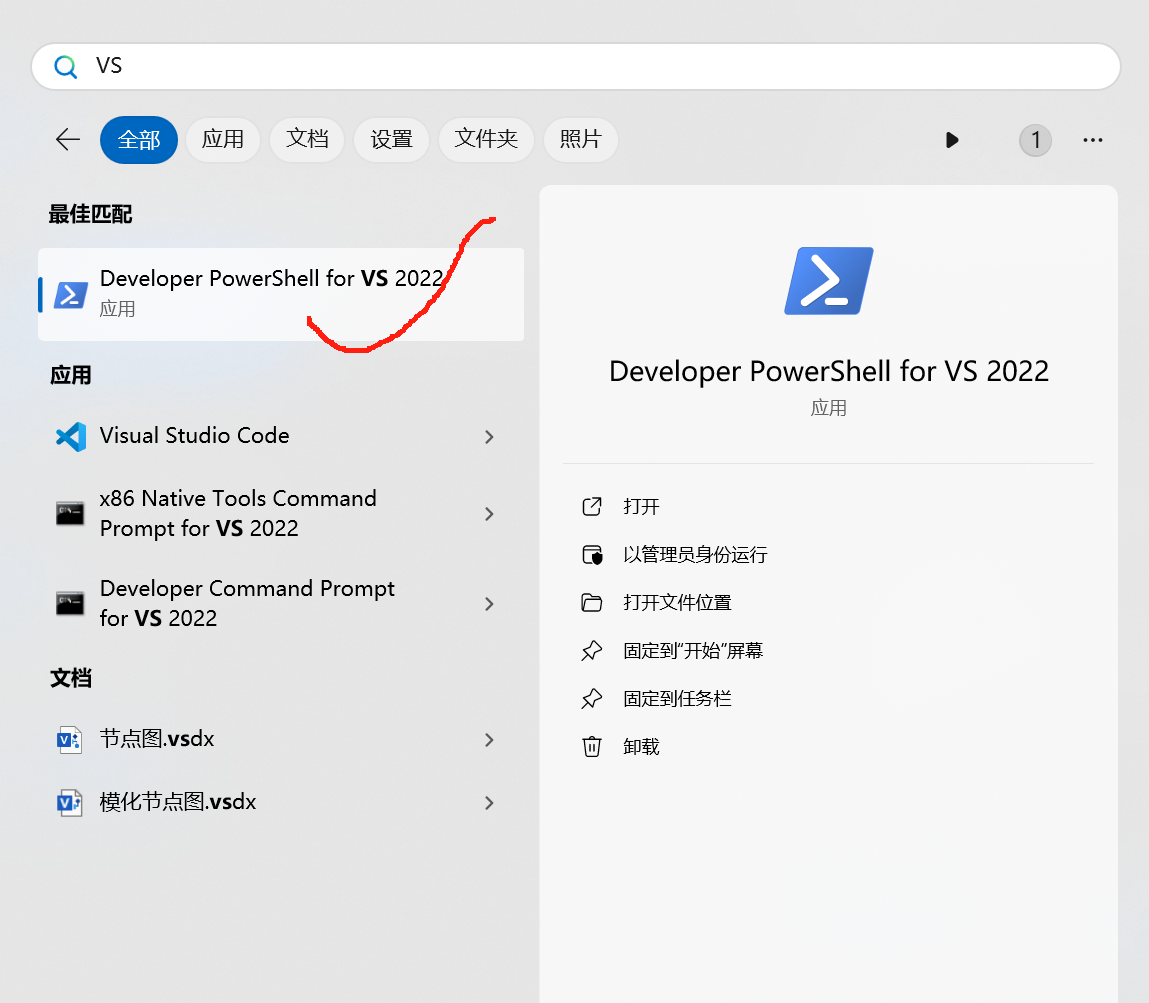 VS
全部 应用 文档 设置 文件夹 照片 1
最佳匹配
Developer PowerShell for VS 2022
应用
应用
Visual Studio Code
x86 Native Tools Command
Prompt for VS 2022
Developer Command Prompt
for VS 2022
文档
节点图.vsdx
模化节点图.vsdx
Developer PowerShell for VS 2022
应用
打开
以管理员身份运行
打开文件位置
固定到“开始”屏幕
固定到任务栏
卸载